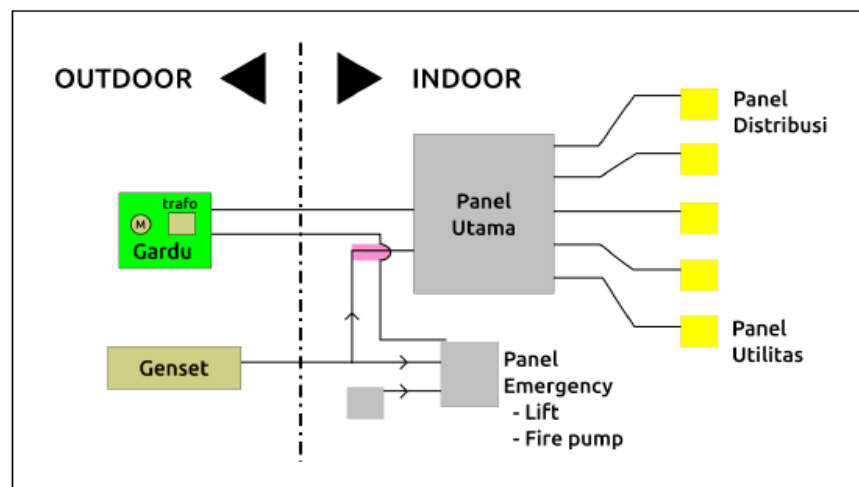 OUTDOOR
INDOOR
Panel
Distribusi
trafo
M
Gardu
Panel
Utama
Genset
Panel
Emergency
- Lift
- Fire pump
Panel
Utilitas